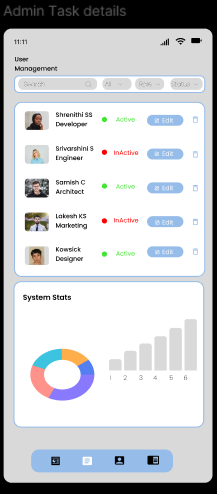 Admin Task details
11:11
User
Management
Search
All
Role
Status
Shrenithi SS
Developer
Active
Edit
Srivarshini S
Engineer
InActive
Edit
Samish C
Architect
Active
Edit
Lakesh KS
Marketing
InActive
Edit
Kowsick
Designer
Active
Edit
System Stats
1 2 3 4 5 6